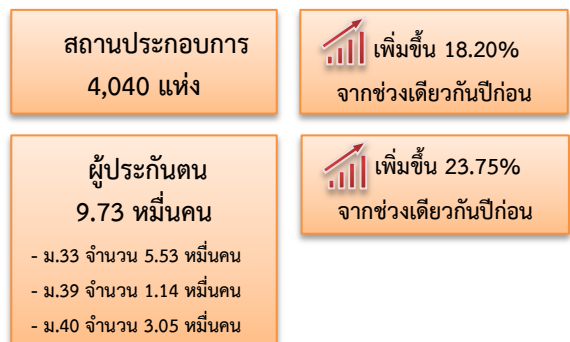 สถานประกอบการ
4,040 แห่ง
เพิ่มขึ้น 18.20%
จากช่วงเดียวกันปีก่อน
ผู้ประกันตน
9.73 หมื่นคน
- ม.33 จำนวน 5.53 หมื่นคน
- ม.39 จำนวน 1.14 หมื่นคน
- ม.40 จำนวน 3.05 หมื่นคน
เพิ่มขึ้น 23.75%
จากช่วงเดียวกันปีก่อน